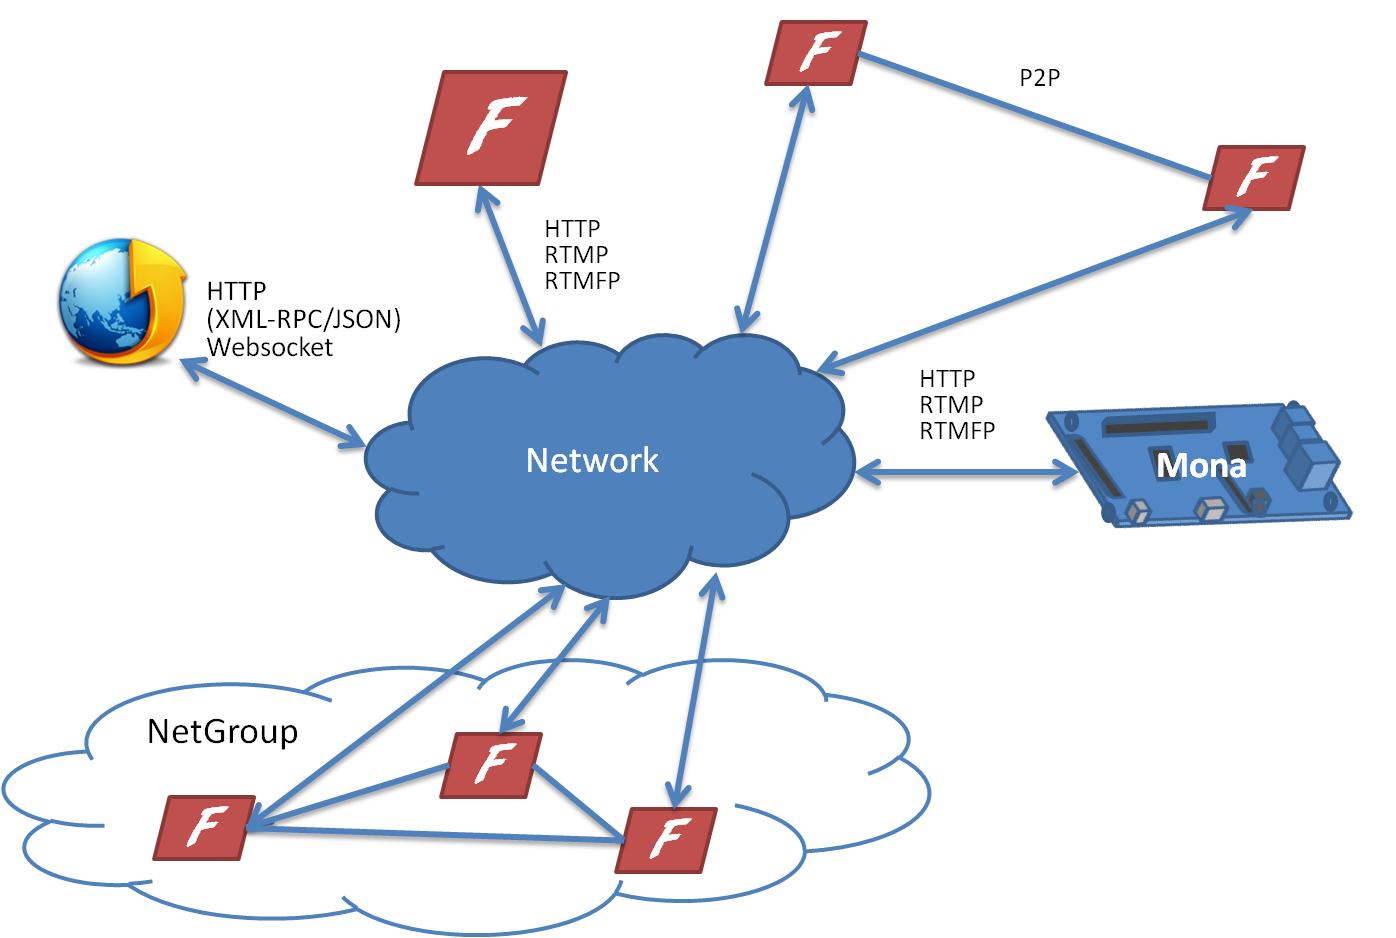 F
P2P
F
F
HTTP
RTMP
RTMFP
HTTP
(XML-RPC/JSON)
Websocket
HTTP
RTMP
RTMFP
Network
Mona
NetGroup
F
F
F